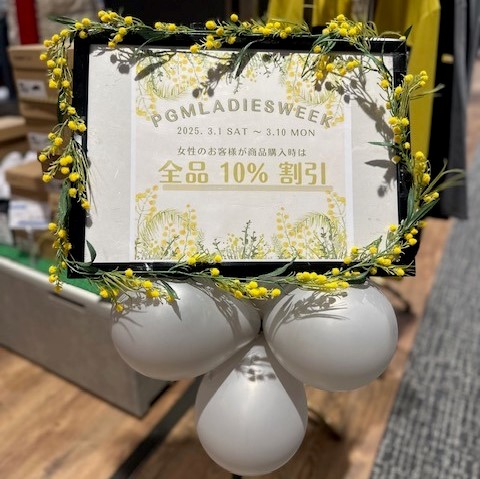 PGMLADIESWEEK
2025. 3.1 SAT ～ 3.10 MON
女性のお客様が商品購入時は
全品 10% 割引